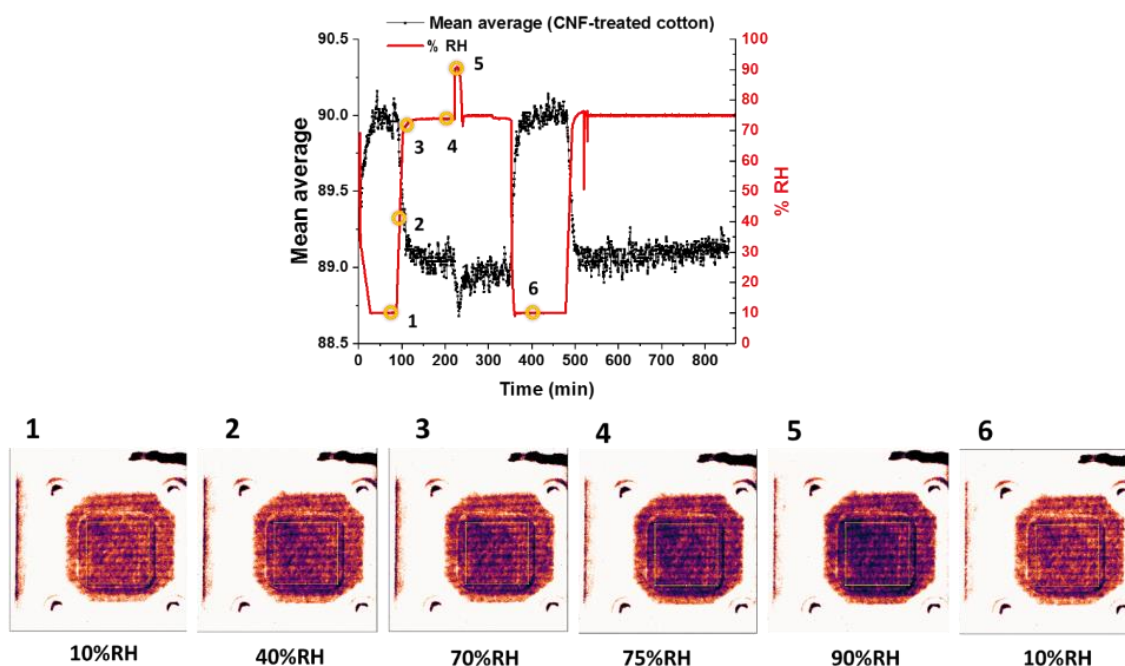 Mean average (CNF-treated cotton)
% RH
90.5
90.0
89.5
89.0
88.5
Mean average
100
90
80
70
60
50
40
30
20
10
0
% RH
0 100 200 300 400 500 600 700 800
Time (min)
5
3
4
2
1
6
1 2 3 4 5 6
10%RH 40%RH 70%RH 75%RH 90%RH 10%RH